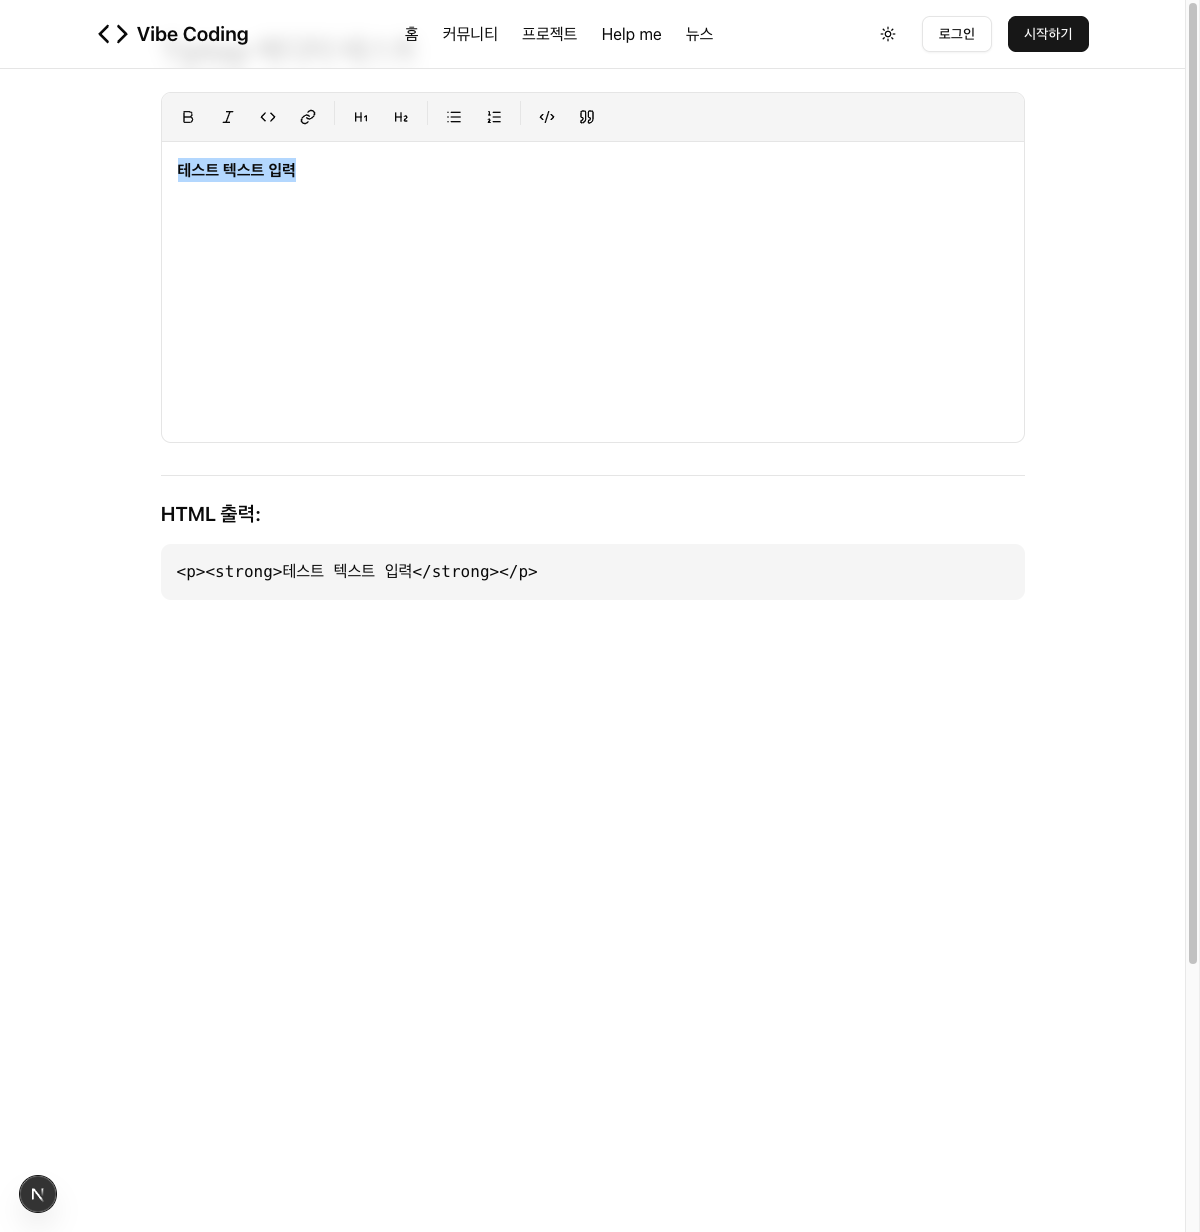 Vibe Coding
홈 커뮤니티 프로젝트 Help me 뉴스
로그인 시작하기
B I H1 H2
테스트 텍스트 입력
HTML 출력:
<p><strong>테스트 텍스트 입력</strong></p>
N